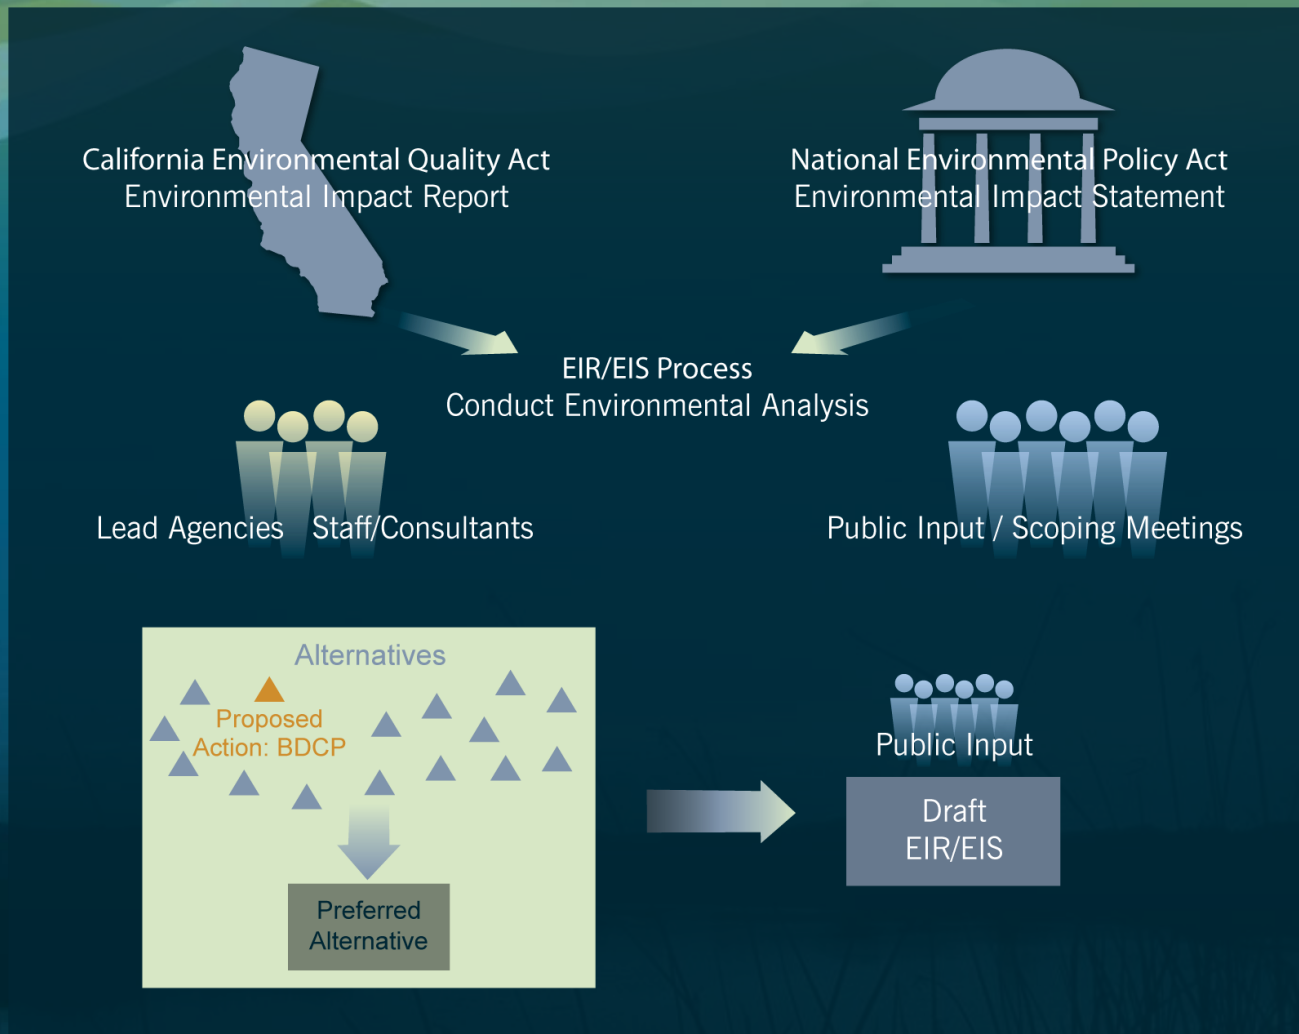 California Environmental Quality Act
Environmental Impact Report
National Environmental Policy Act
Environmental Impact Statement
EIR/EIS Process
Conduct Environmental Analysis
Lead Agencies Staff/Consultants
Public Input / Scoping Meetings
Alternatives
Proposed
Action: BDCP
Preferred
Alternative
Public Input
Draft
EIR/EIS